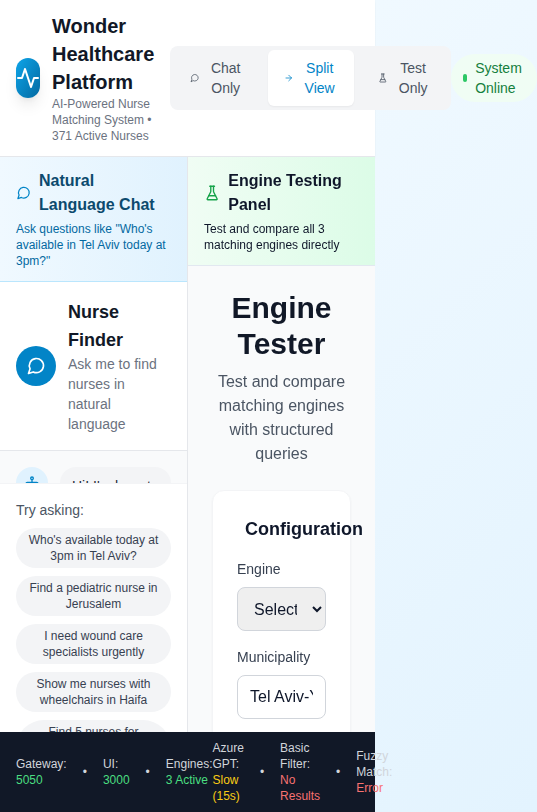 Wonder
Healthcare
Platform
AI-Powered Nurse
Matching System •
371 Active Nurses
Chat
Only
Split
View
Test
Only
System
Online
Natural
Language Chat
Ask questions like "Who's
available in Tel Aviv today at
3pm?"
Engine Testing
Panel
Test and compare all 3
matching engines directly
Nurse
Finder
Ask me to find
nurses in
natural
language
Try asking:
Who's available today at
3pm in Tel Aviv?
Find a pediatric nurse in
Jerusalem
I need wound care
specialists urgently
Show me nurses with
wheelchairs in Haifa
Find 5 nurses for
Engine
Tester
Test and compare
matching engines
with structured
queries
Configuration
Engine
Select
Municipality
Tel Aviv-Y
Gateway:
5050
•
UI:
3000
•
Engines:
3 Active
Azure
GPT:
Slow
(15s)
•
Basic
Filter:
No
Results
•
Fuzzy
Match:
Error